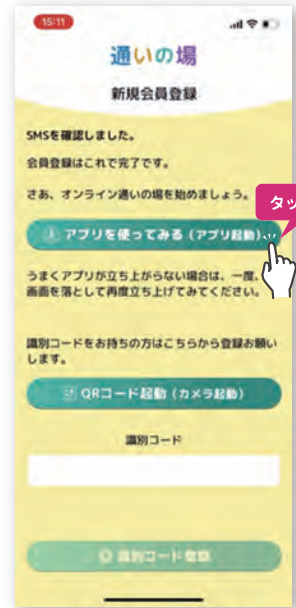 15:11
通いの場
新規会員登録
SMSを確認しました。
会員登録はこれで完了です。
さあ、オンライン通いの場を始めましょう。
タッ
アプリを使ってみる（アプリ起動）
うまくアプリが立ち上がらない場合は、一度、
画面を落として再度立ち上げてみてください。
識別コードをお持ちの方はこちらから登録お願い
します。
QRコード起動（カメラ起動）
識別コード
識別コード登録